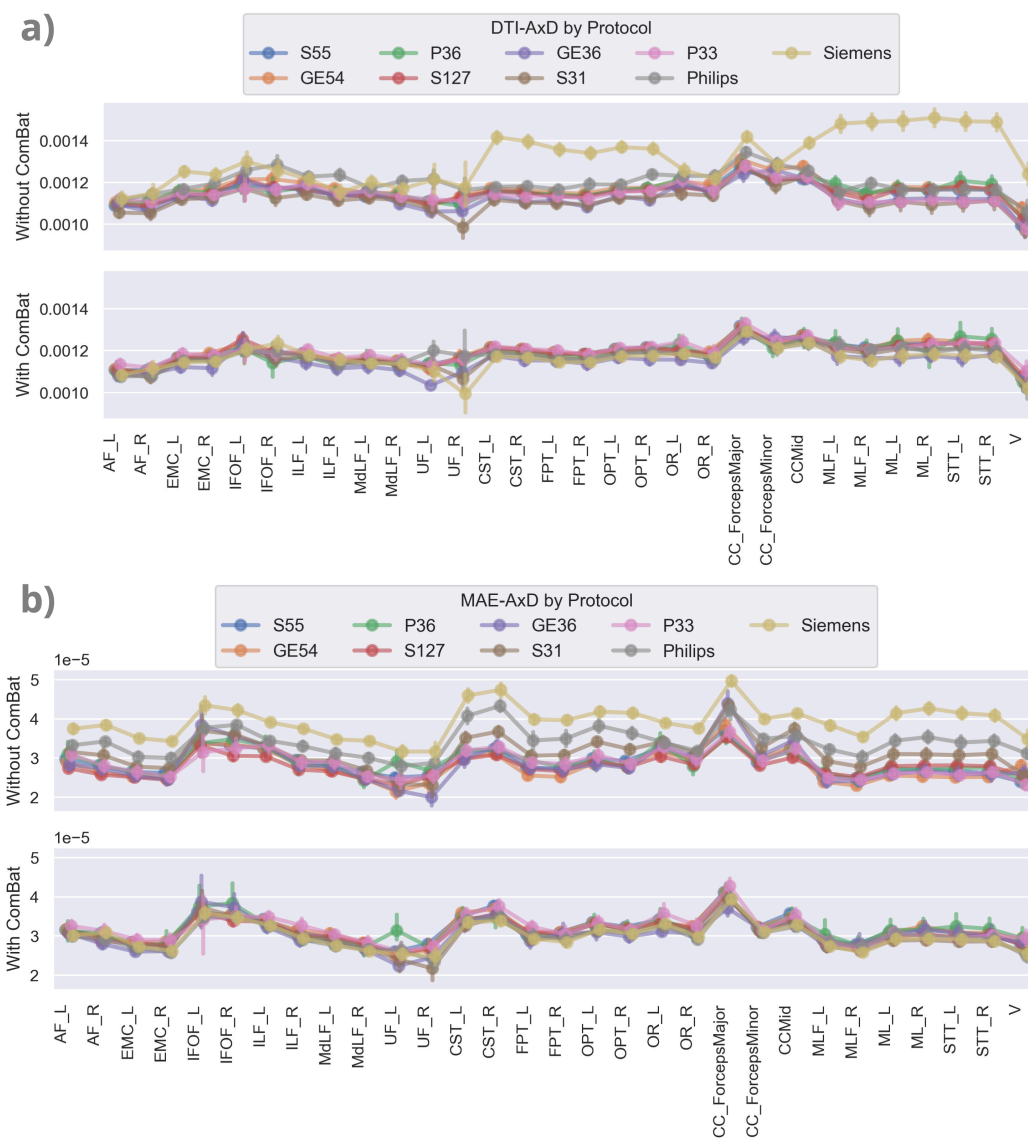 a)
DTI-AxD by Protocol
S55 P36 GE36 P33 Siemens
GE54 S127 S31 Philips
Without ComBat
0.0014
0.0012
0.0010
With ComBat
0.0014
0.0012
0.0010
AF_L AF_R EMC_L EMC_R IFOF_L IFOF_R ILF_L ILF_R MdLF_L MdLF_R UF_L UF_R CST_L CST_R FPT_L FPT_R OPT_L OPT_R OR_L OR_R CC_ForcepsMajor CC_ForcepsMinor CCMid MLF_L MLF_R ML_L ML_R STT_L STT_R V
b)
MAE-AxD by Protocol
S55 P36 GE36 P33 Siemens
GE54 S127 S31 Philips
1e−5
Without ComBat
5
4
3
2
1e−5
With ComBat
5
4
3
2
AF_L AF_R EMC_L EMC_R IFOF_L IFOF_R ILF_L ILF_R MdLF_L MdLF_R UF_L UF_R CST_L CST_R FPT_L FPT_R OPT_L OPT_R OR_L OR_R CC_ForcepsMajor CC_ForcepsMinor CCMid MLF_L MLF_R ML_L ML_R STT_L STT_R V